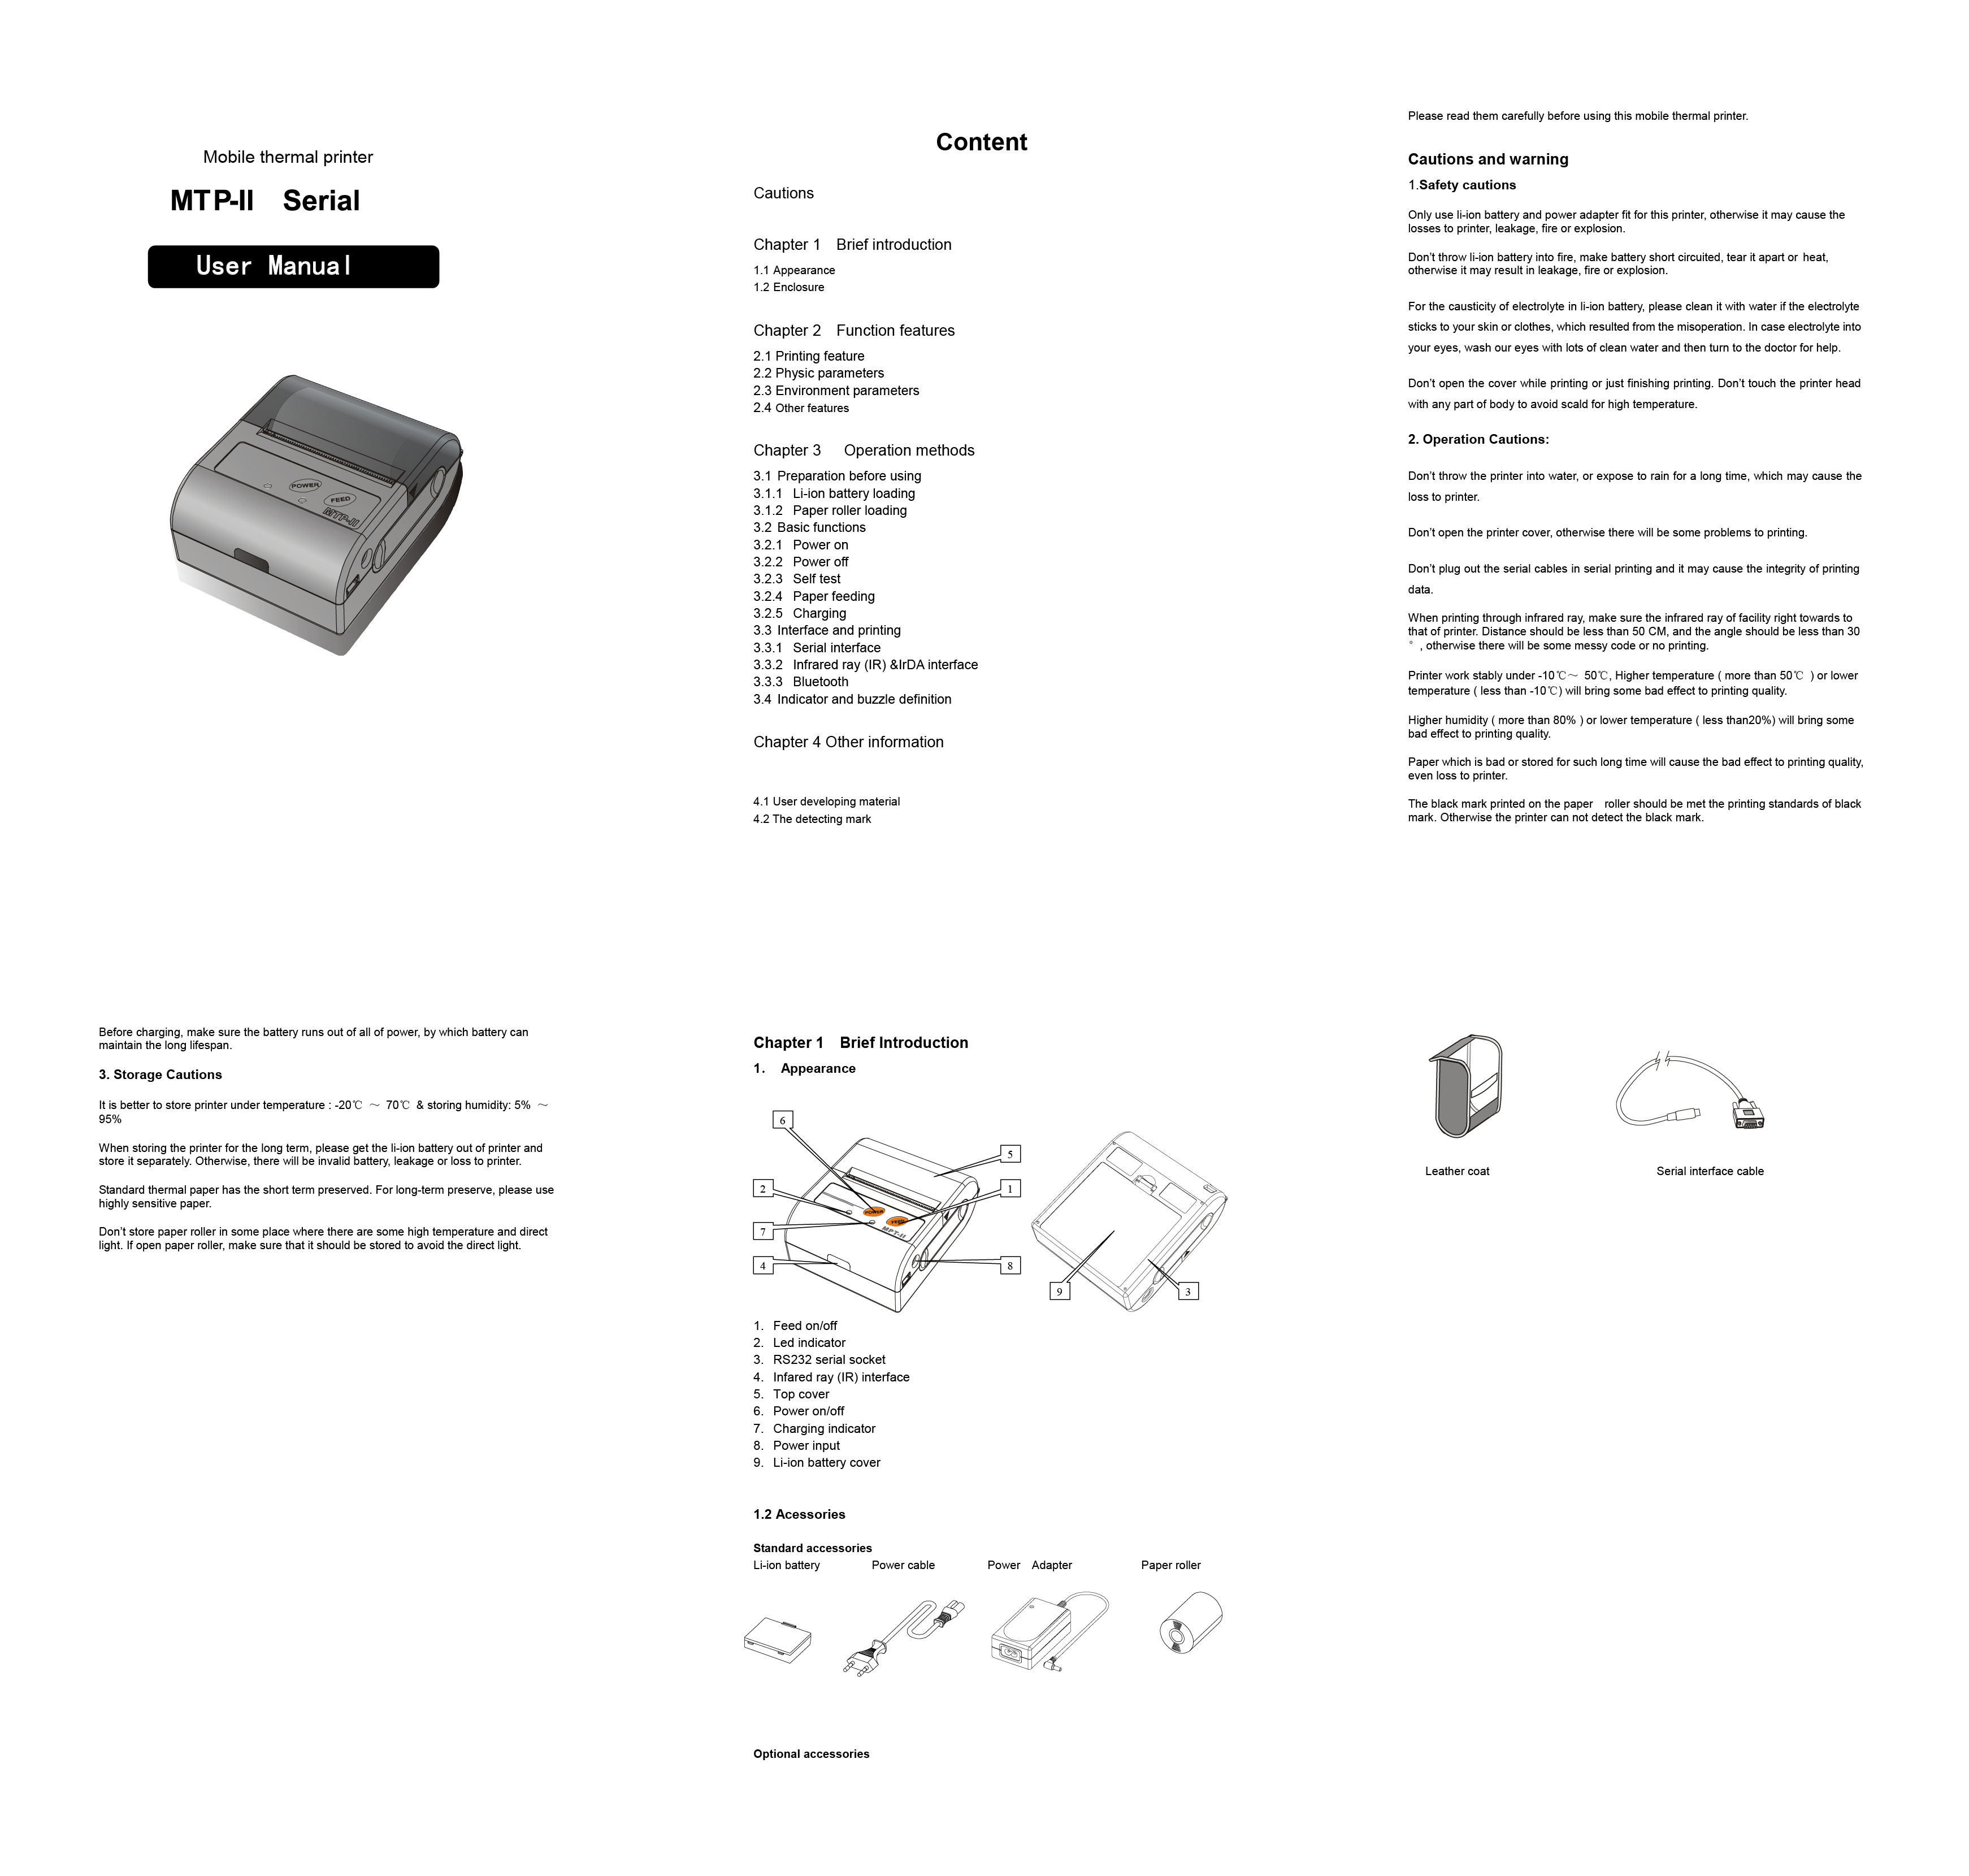 Mobile thermal printer
MTP-II Serial
User Manual
POWER
FEED
MTP-II
Content
Cautions
Chapter 1 Brief introduction
1.1 Appearance
1.2 Enclosure
Chapter 2 Function features
2.1 Printing feature
2.2 Physic parameters
2.3 Environment parameters
2.4 Other features
Chapter 3 Operation methods
3.1 Preparation before using
3.1.1 Li-ion battery loading
3.1.2 Paper roller loading
3.2 Basic functions
3.2.1 Power on
3.2.2 Power off
3.2.3 Self test
3.2.4 Paper feeding
3.2.5 Charging
3.3 Interface and printing
3.3.1 Serial interface
3.3.2 Infrared ray (IR) &IrDA interface
3.3.3 Bluetooth
3.4 Indicator and buzzle definition
Chapter 4 Other information
4.1 User developing material
4.2 The detecting mark
Please read them carefully before using this mobile thermal printer.
Cautions and warning
1.Safety cautions
Only use li-ion battery and power adapter fit for this printer, otherwise it may cause the
losses to printer, leakage, fire or explosion.
Don't throw li-ion battery into fire, make battery short circuited, tear it apart or heat,
otherwise it may result in leakage, fire or explosion.
For the causticity of electrolyte in li-ion battery, please clean it with water if the electrolyte
sticks to your skin or clothes, which resulted from the misoperation. In case electrolyte into
your eyes, wash our eyes with lots of clean water and then turn to the doctor for help.
Don't open the cover while printing or just finishing printing. Don't touch the printer head
with any part of body to avoid scald for high temperature.
2. Operation Cautions:
Don't throw the printer into water, or expose to rain for a long time, which may cause the
loss to printer.
Don't open the printer cover, otherwise there will be some problems to printing.
Don't plug out the serial cables in serial printing and it may cause the integrity of printing
data.
When printing through infrared ray, make sure the infrared ray of facility right towards to
that of printer. Distance should be less than 50 CM, and the angle should be less than 30
° , otherwise there will be some messy code or no printing.
Printer work stably under -10℃～ 50℃, Higher temperature ( more than 50℃ ) or lower
temperature ( less than -10℃) will bring some bad effect to printing quality.
Higher humidity ( more than 80% ) or lower temperature ( less than20%) will bring some
bad effect to printing quality.
Paper which is bad or stored for such long time will cause the bad effect to printing quality,
even loss to printer.
The black mark printed on the paper roller should be met the printing standards of black
mark. Otherwise the printer can not detect the black mark.
Before charging, make sure the battery runs out of all of power, by which battery can
maintain the long lifespan.
3. Storage Cautions
It is better to store printer under temperature : -20℃ ～ 70℃ & storing humidity: 5% ～
95%
When storing the printer for the long term, please get the li-ion battery out of printer and
store it separately. Otherwise, there will be invalid battery, leakage or loss to printer.
Standard thermal paper has the short term preserved. For long-term preserve, please use
highly sensitive paper.
Don't store paper roller in some place where there are some high temperature and direct
light. If open paper roller, make sure that it should be stored to avoid the direct light.
Chapter 1 Brief Introduction
1. Appearance
6
5
2
1
7
4
8
9
3
POWER
FEED
MPT-II
1. Feed on/off
2. Led indicator
3. RS232 serial socket
4. Infared ray (IR) interface
5. Top cover
6. Power on/off
7. Charging indicator
8. Power input
9. Li-ion battery cover
1.2 Acessories
Standard accessories
Li-ion battery Power cable Power Adapter Paper roller
Optional accessories
Leather coat Serial interface cable